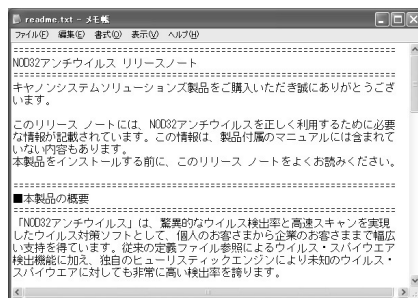 readme.txt - メモ帳
ファイル(F) 編集(E) 書式(O) 表示(V) ヘルプ(H)
NOD32アンチウイルス リリースノート
キヤノンシステムソリューションズ製品をご購入いただき誠にありがとうござ
います。
このリリース ノートには、NOD32アンチウイルスを正しく利用するために必要
な情報が記載されています。この情報は、製品付属のマニュアルには含まれて
いない内容もあります。
本製品をインストールする前に、このリリース ノートをよくお読みください。
■本製品の概要
「NOD32アンチウイルス」は、驚異的なウイルス検出率と高速スキャンを実現
したウイルス対策ソフトとして、個人のお客さまから企業のお客さままで幅広
い支持を得ています。従来の定義ファイル参照によるウイルス・スパイウエア
検出機能に加え、独自のヒューリスティックエンジンにより未知のウイルス・
スパイウエアに対しても非常に高い検出率を誇ります。